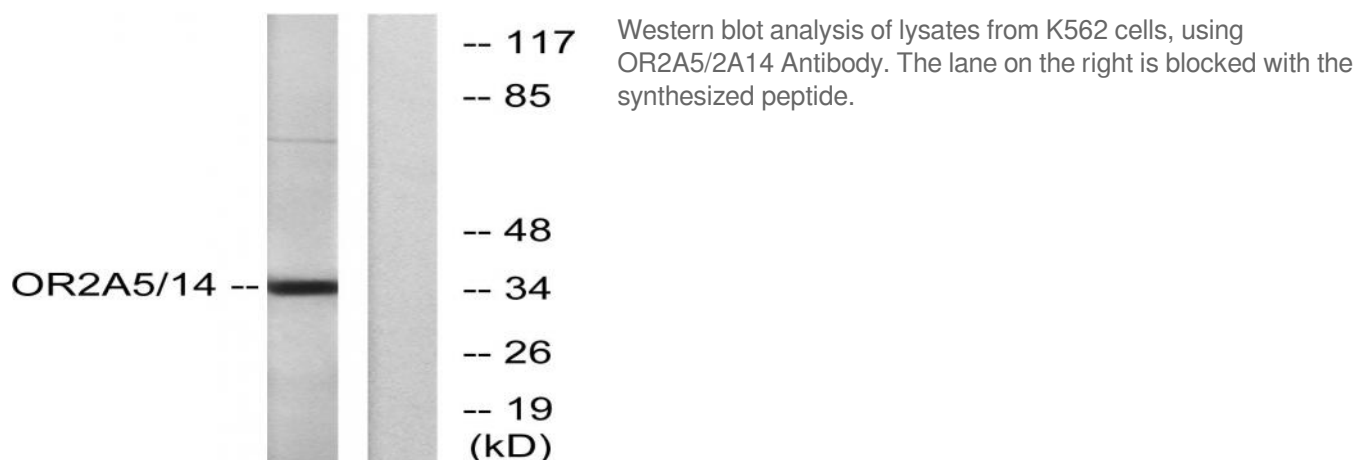 -- 117
-- 85
-- 48
OR2A5/14 --
-- 34
-- 26
-- 19
(kD)
Western blot analysis of lysates from K562 cells, using
OR2A5/2A14 Antibody. The lane on the right is blocked with the
synthesized peptide.